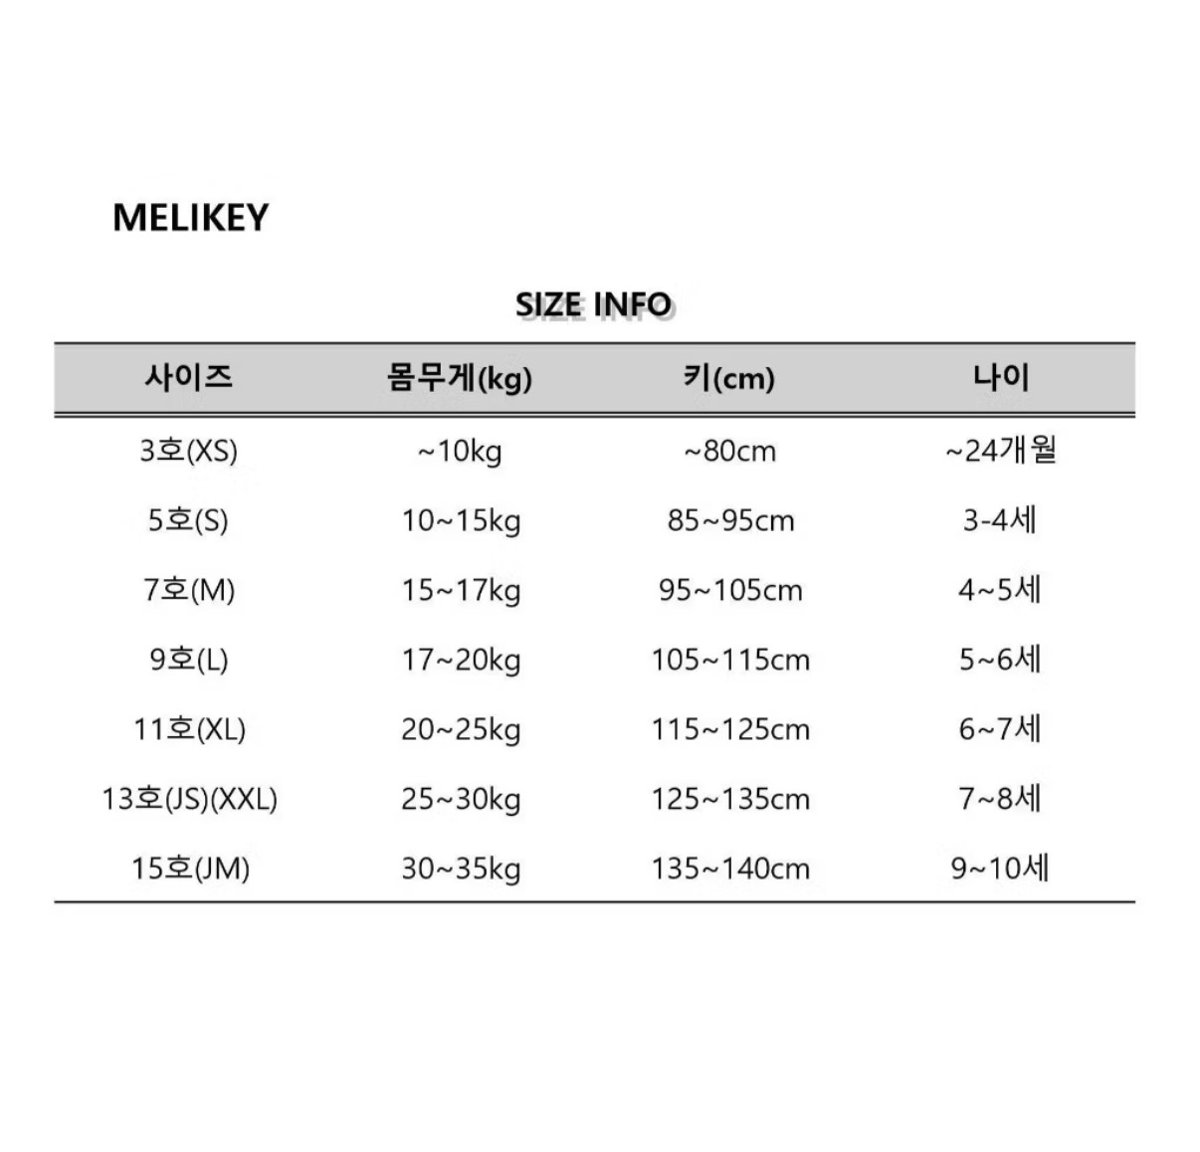 MELIKEY
SIZE INFO
사이즈 몸무게(kg) 키(cm) 나이
3호(XS) ~10kg ~80cm ~24개월
5호(S) 10~15kg 85~95cm 3-4세
7호(M) 15~17kg 95~105cm 4~5세
9호(L) 17~20kg 105~115cm 5~6세
11호(XL) 20~25kg 115~125cm 6~7세
13호(JS)(XXL) 25~30kg 125~135cm 7~8세
15호(JM) 30~35kg 135~140cm 9~10세